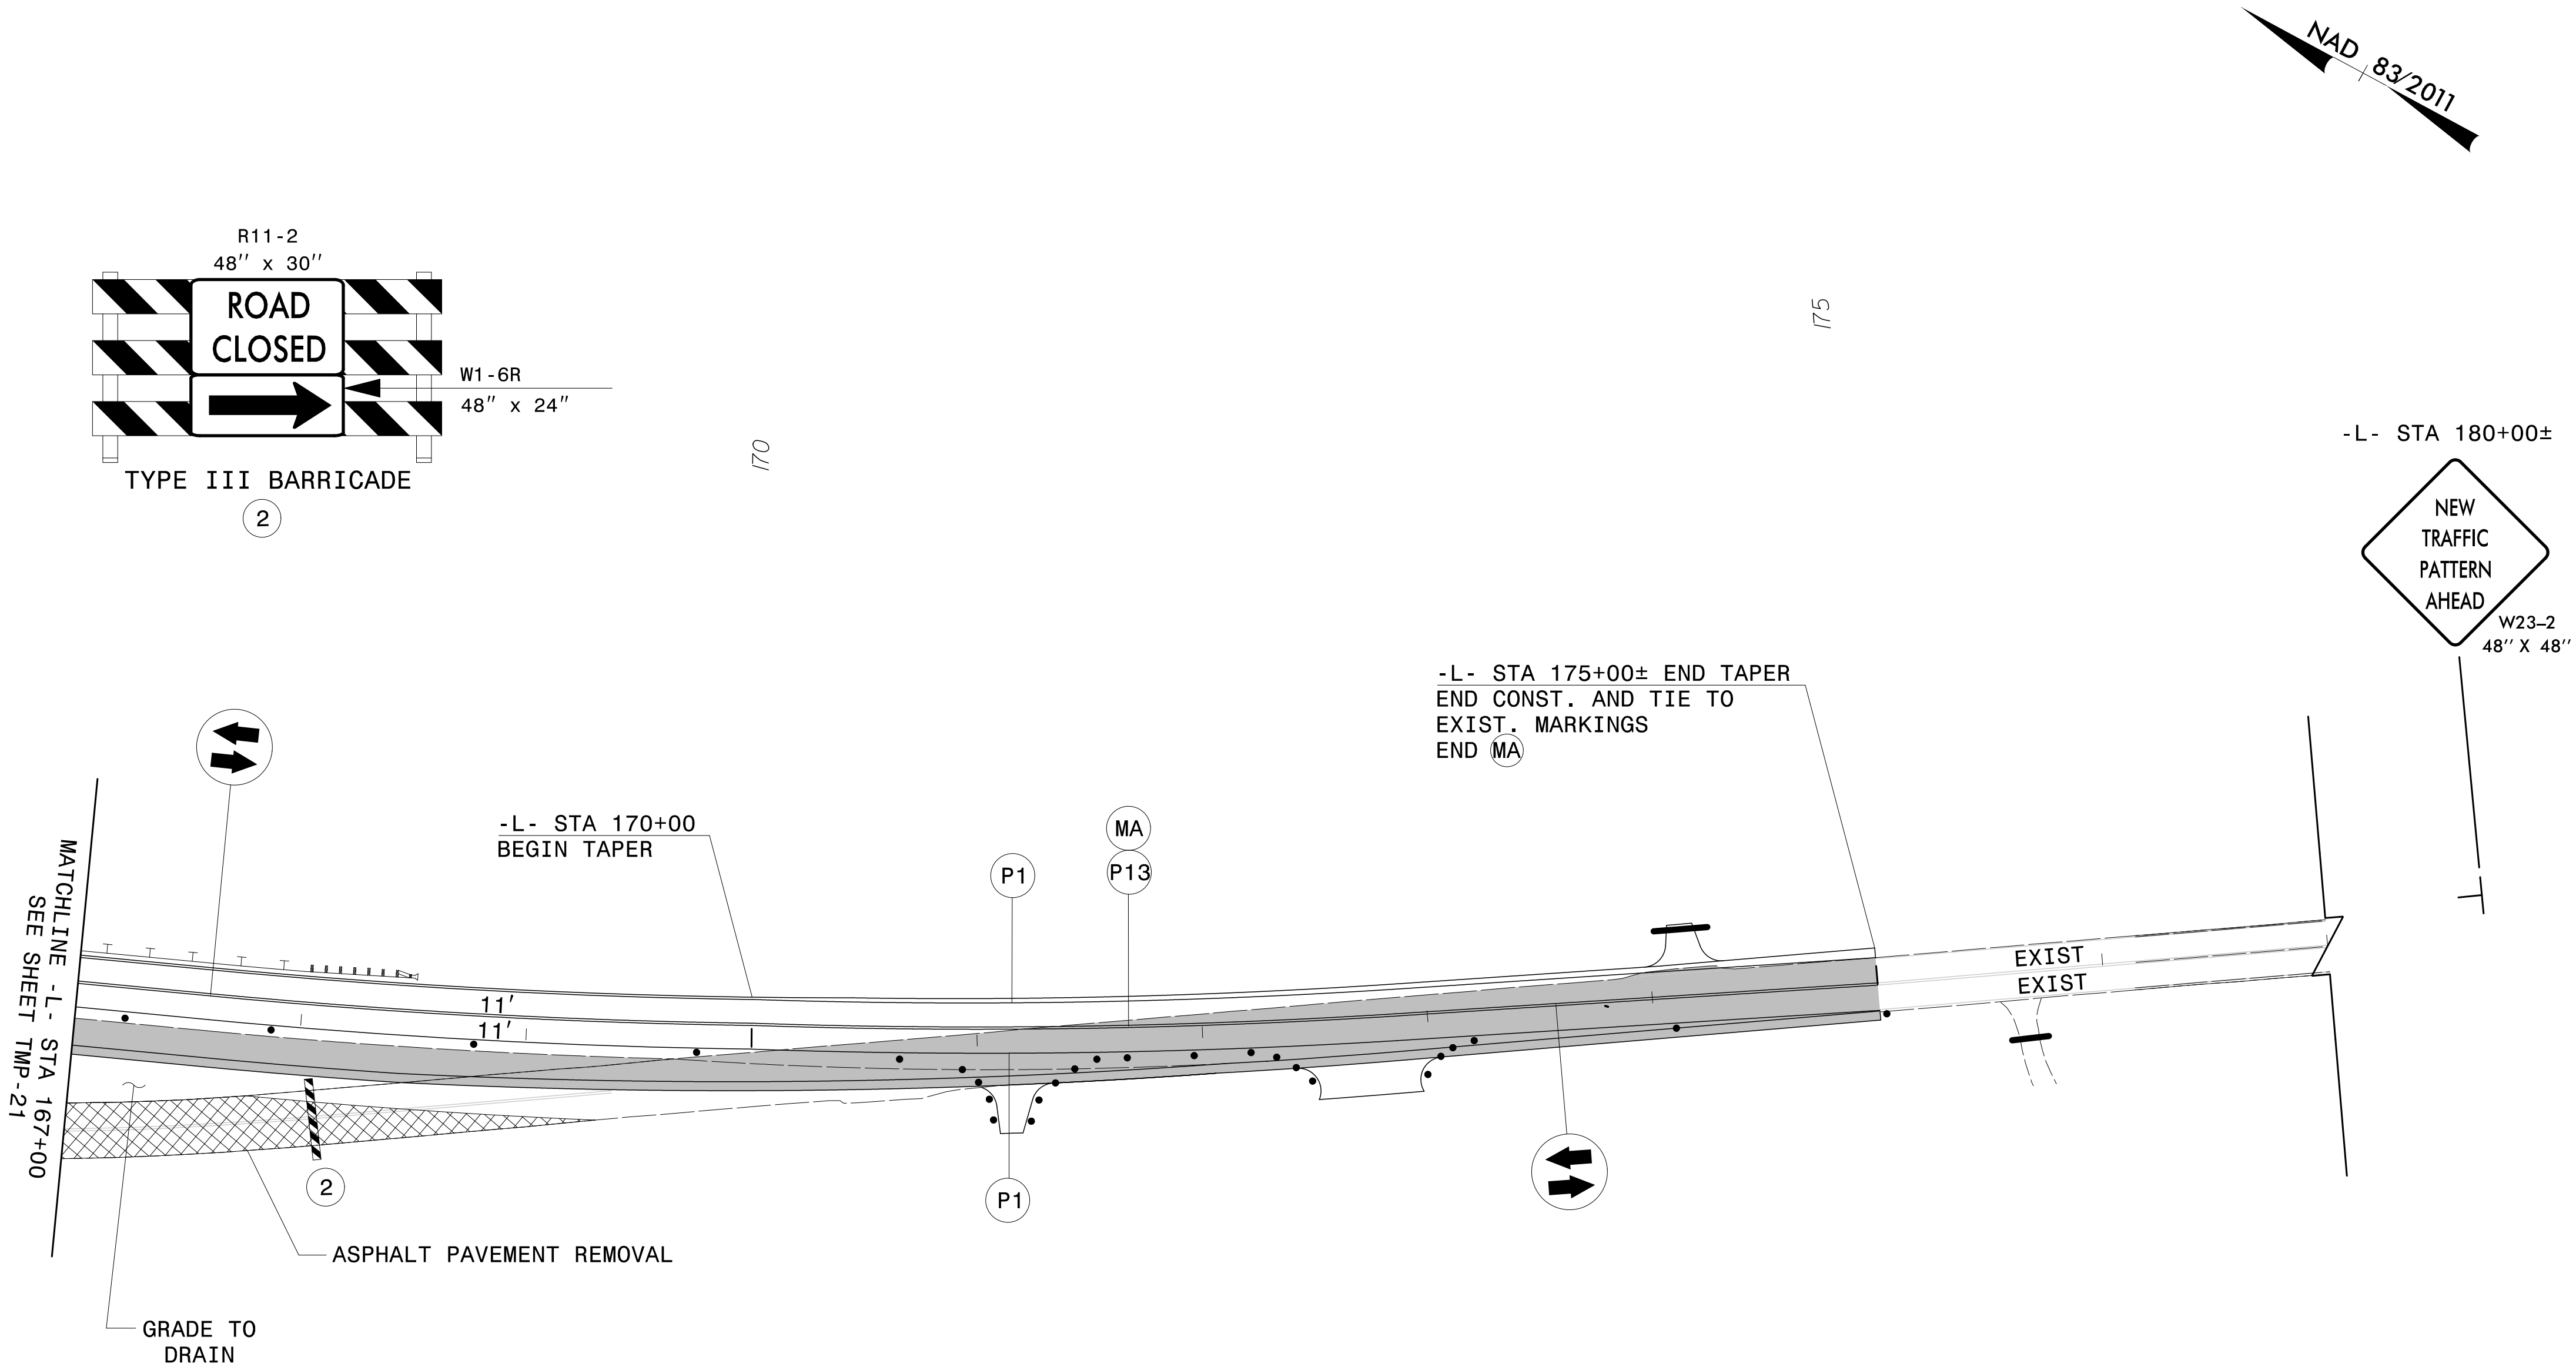 NAD 83/2011
R11-2
48" x 30"
ROAD
CLOSED
W1-6R
48" x 24"
TYPE III BARRICADE
2
170
175
-L- STA 180+00±
NEW
TRAFFIC
PATTERN
AHEAD
W23-2
48" X 48"
-L- STA 175+00± END TAPER
END CONST. AND TIE TO
EXIST. MARKINGS
END MA
-L- STA 170+00
BEGIN TAPER
P1
MA
P13
MATCHLINE -L- STA 167+00
SEE SHEET TMP-21
11'
11'
EXIST
EXIST
2
P1
ASPHALT PAVEMENT REMOVAL
GRADE TO
DRAIN